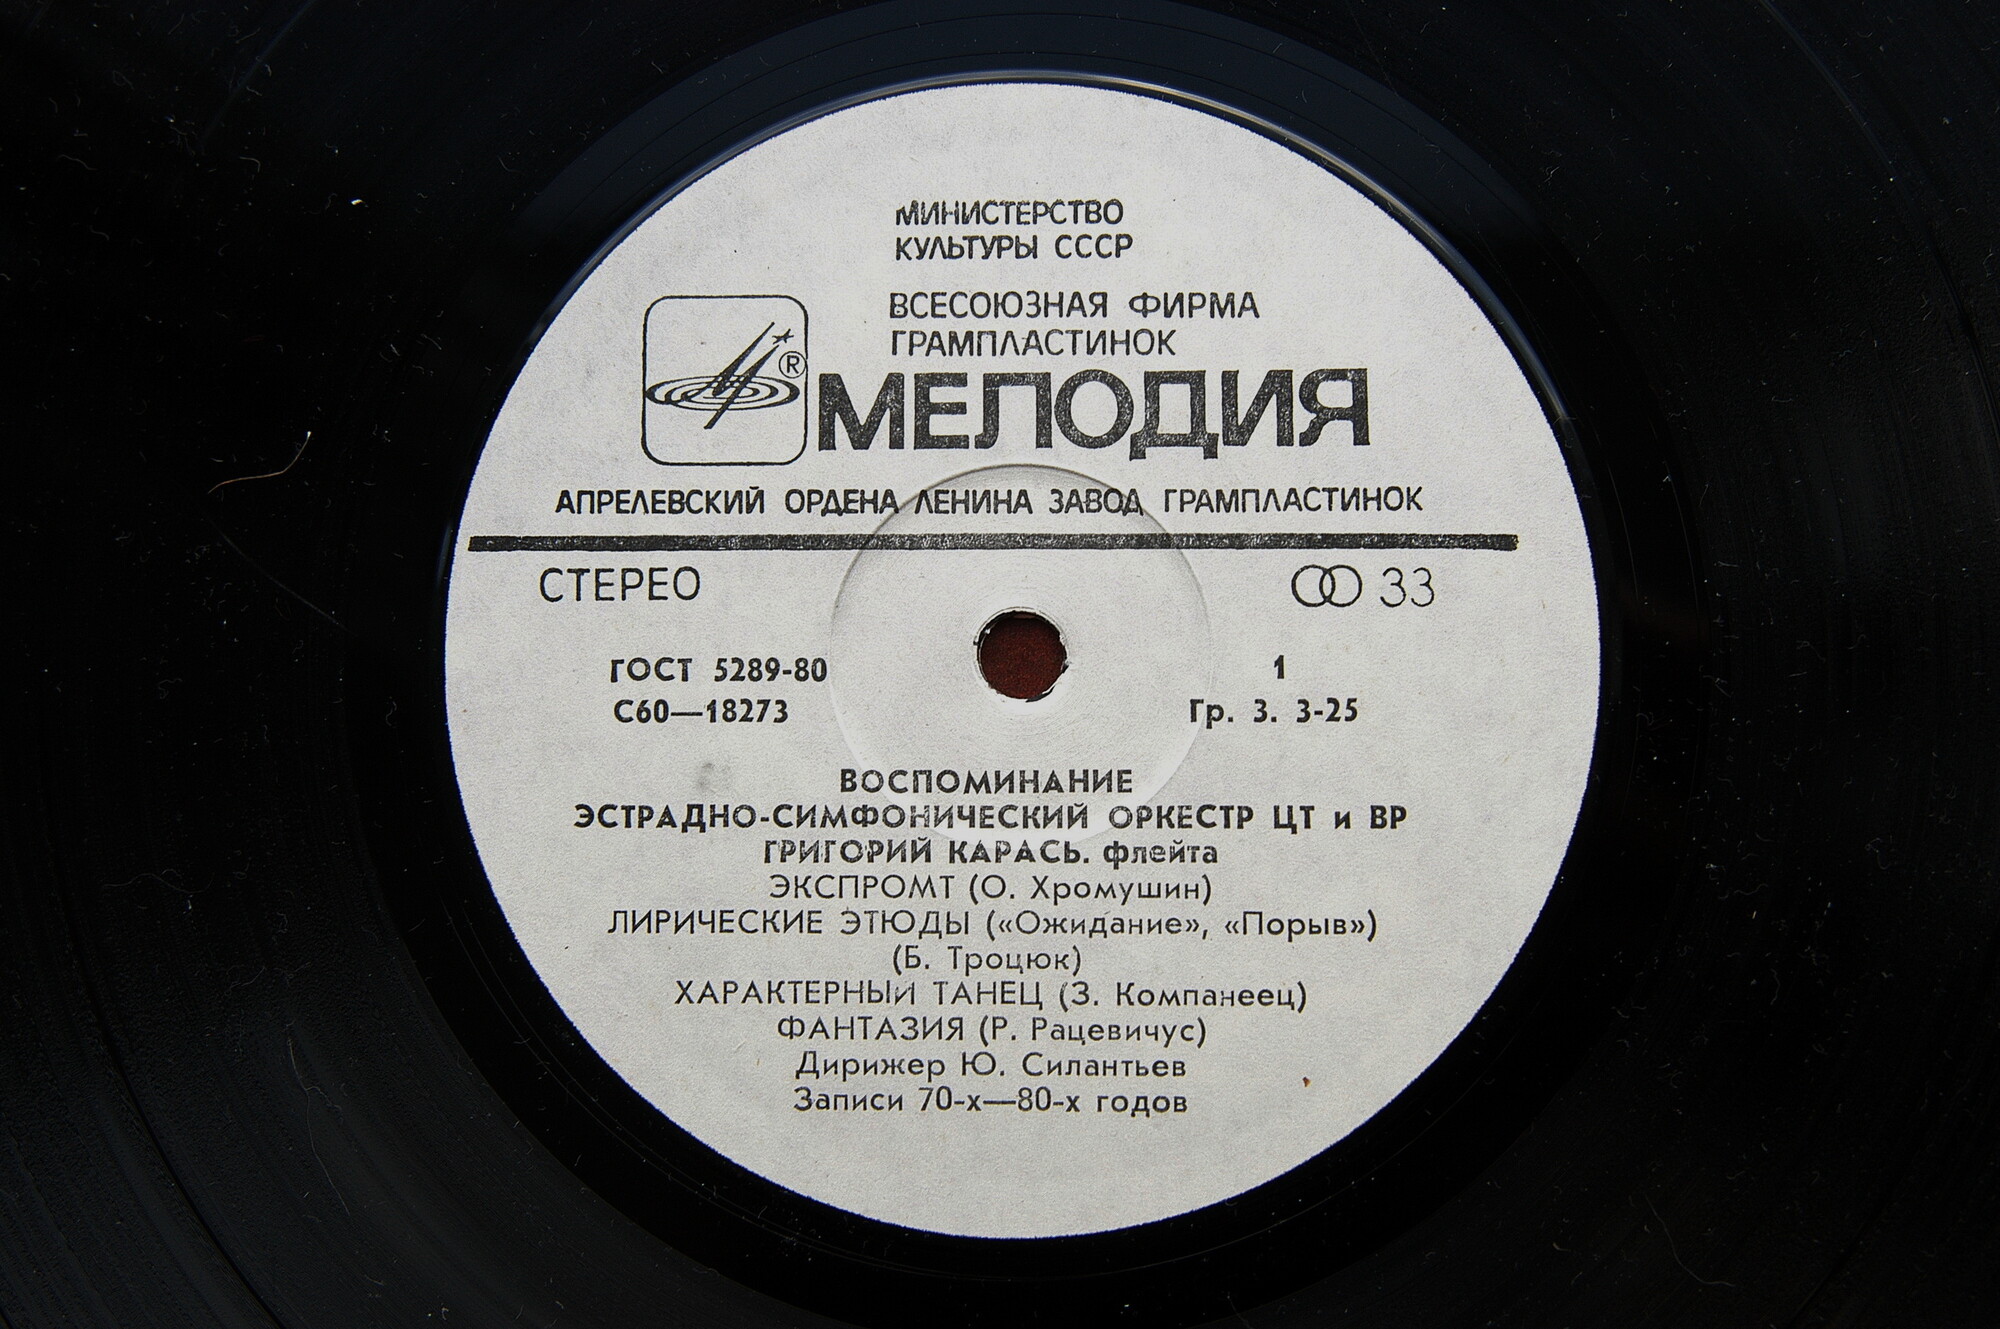 МИНИСТЕРСТВО
КУЛЬТУРЫ СССР
ВСЕСОЮЗНАЯ ФИРМА
ГРАМПЛАСТИНОК
®
МЕЛОДИЯ
АПРЕЛЕВСКИЙ ОРДЕНА ЛЕНИНА ЗАВОД ГРАМПЛАСТИНОК
СТЕРЕО 33
ГОСТ 5289-80 1
С60—18273 Гр. 3. 3-25
ВОСПОМИНАНИЕ
ЭСТРАДНО-СИМФОНИЧЕСКИЙ ОРКЕСТР ЦТ и ВР
ГРИГОРИЙ КАРАСЬ. флейта
ЭКСПРОМТ (О. Хромушин)
ЛИРИЧЕСКИЕ ЭТЮДЫ («Ожидание», «Порыв»)
(Б. Троцюк)
ХАРАКТЕРНЫЙ ТАНЕЦ (З. Компанеец)
ФАНТАЗИЯ (Р. Рацевичус)
Дирижер Ю. Силантьев
Записи 70-х—80-х годов